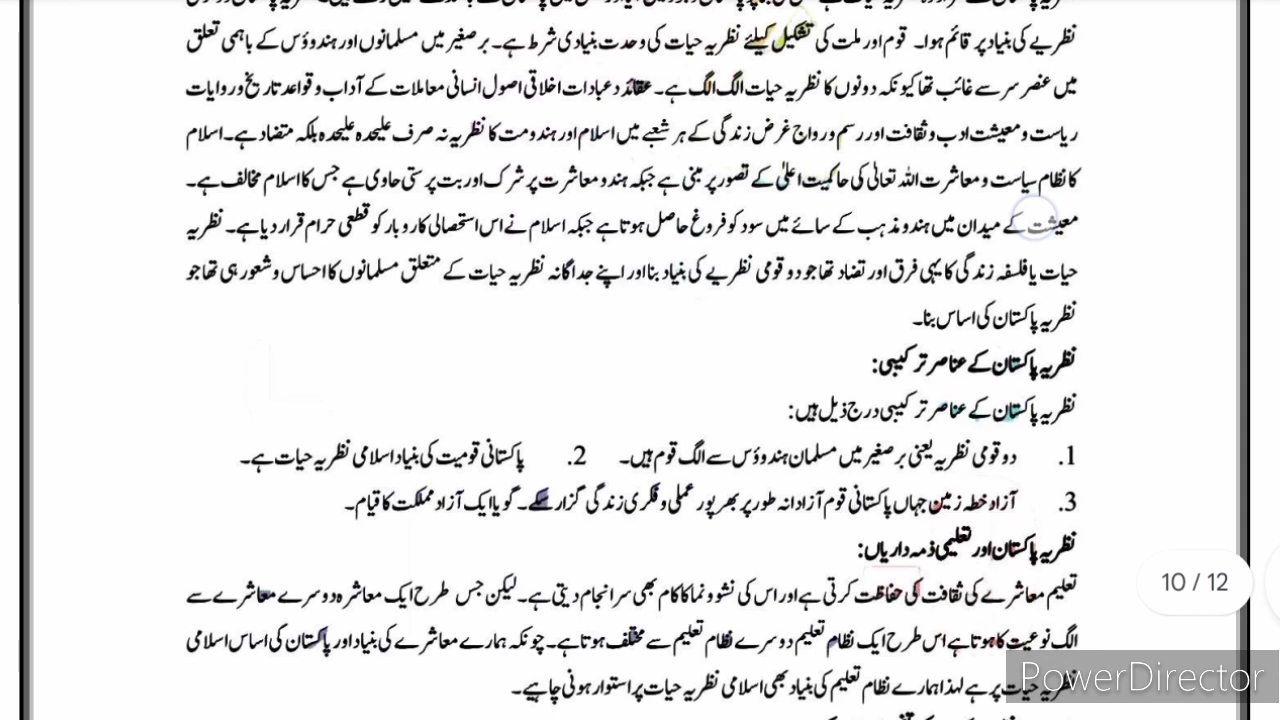 نظریے کی بنیاد پر قائم ہوا۔ قوم اور ملت کی تشکیل کیلئے نظریہ حیات کی وحدت بنیادی شرط ہے۔ برصغیر میں مسلمانوں اور ہندوؤں کے باہمی تعلق
میں عنصر سرے سے غائب تھا کیونکہ دونوں کا نظریہ حیات الگ الگ ہے۔ عقائد و عبادات اخلاقی اصول انسانی معاملات کے آداب و قواعد تاریخ و روایات
ریاست و معیشت ادب و ثقافت اور رسم و رواج غرض زندگی کے ہر شعبے میں اسلام اور ہندومت کا نظریہ نہ صرف علیحدہ علیحدہ بلکہ متضاد ہے۔ اسلام
کا نظام سیاست و معاشرت اللہ تعالیٰ کی حاکمیت اعلیٰ کے تصور پر مبنی ہے جبکہ ہندو معاشرت پر شرک اور بت پرستی حاوی ہے جس کا اسلام مخالف ہے۔
معیشت کے میدان میں ہندو مذہب کے سائے میں سود کو فروغ حاصل ہوتا ہے جبکہ اسلام نے اس استحصالی کاروبار کو قطعی حرام قرار دیا ہے۔ نظریہ
حیات یا فلسفہ زندگی کا یہی فرق اور تضاد تھا جو دو قومی نظریے کی بنیاد بنا اور اپنے جداگانہ نظریہ حیات کے متعلق مسلمانوں کا احساس و شعور ہی تھا جو
نظریہ پاکستان کی اساس بنا۔
نظریہ پاکستان کے عناصر ترکیبی:
نظریہ پاکستان کے عناصر ترکیبی درج ذیل ہیں:
1. دو قومی نظریہ یعنی برصغیر میں مسلمان ہندوؤں سے الگ قوم ہیں۔ 2. پاکستانی قومیت کی بنیاد اسلامی نظریہ حیات ہے۔
3. آزاد خطہ زمین جہاں پاکستانی قوم آزادانہ طور پر بھرپور عملی و فکری زندگی گزار سکے۔ گویا ایک آزاد مملکت کا قیام۔
نظریہ پاکستان اور تعلیمی ذمہ داریاں:
تعلیم معاشرے کی ثقافت کی حفاظت کرتی ہے اور اس کی نشوونما کا کام بھی سرانجام دیتی ہے۔ لیکن جس طرح ایک معاشرہ دوسرے معاشرے سے
الگ نوعیت کا ہوتا ہے اس طرح ایک نظام تعلیم دوسرے نظام تعلیم سے مختلف ہوتا ہے۔ چونکہ ہمارے معاشرے کی بنیاد اور پاکستان کی اساس اسلامی
نظریہ حیات پر ہے لہذا ہمارے نظام تعلیم کی بنیاد بھی اسلامی نظریہ حیات پر استوار ہونی چاہیے۔
10 / 12
PowerDirector